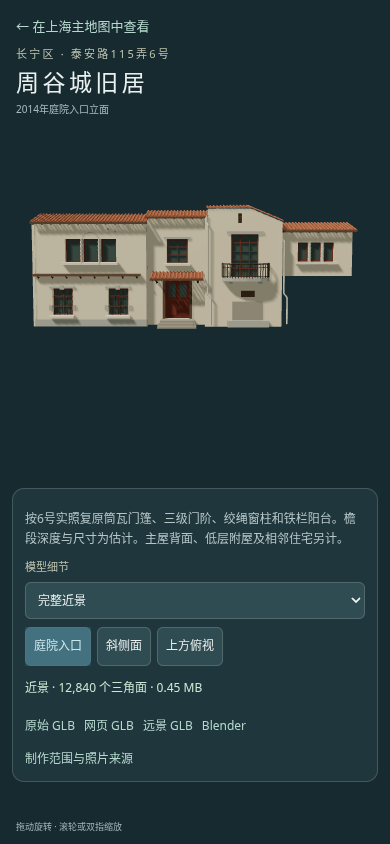 ← 在上海主地图中查看
长宁区 · 泰安路115弄6号
周谷城旧居
2014年庭院入口立面
按6号实照复原筒瓦门篷、三级门阶、绞绳窗柱和铁栏阳台。檐
段深度与尺寸为估计。主屋背面、低层附屋及相邻住宅另计。
模型细节
完整近景
庭院入口 斜侧面 上方俯视
近景 · 12,840 个三角面 · 0.45 MB
原始 GLB 网页 GLB 远景 GLB Blender
制作范围与照片来源
拖动旋转 · 滚轮或双指缩放